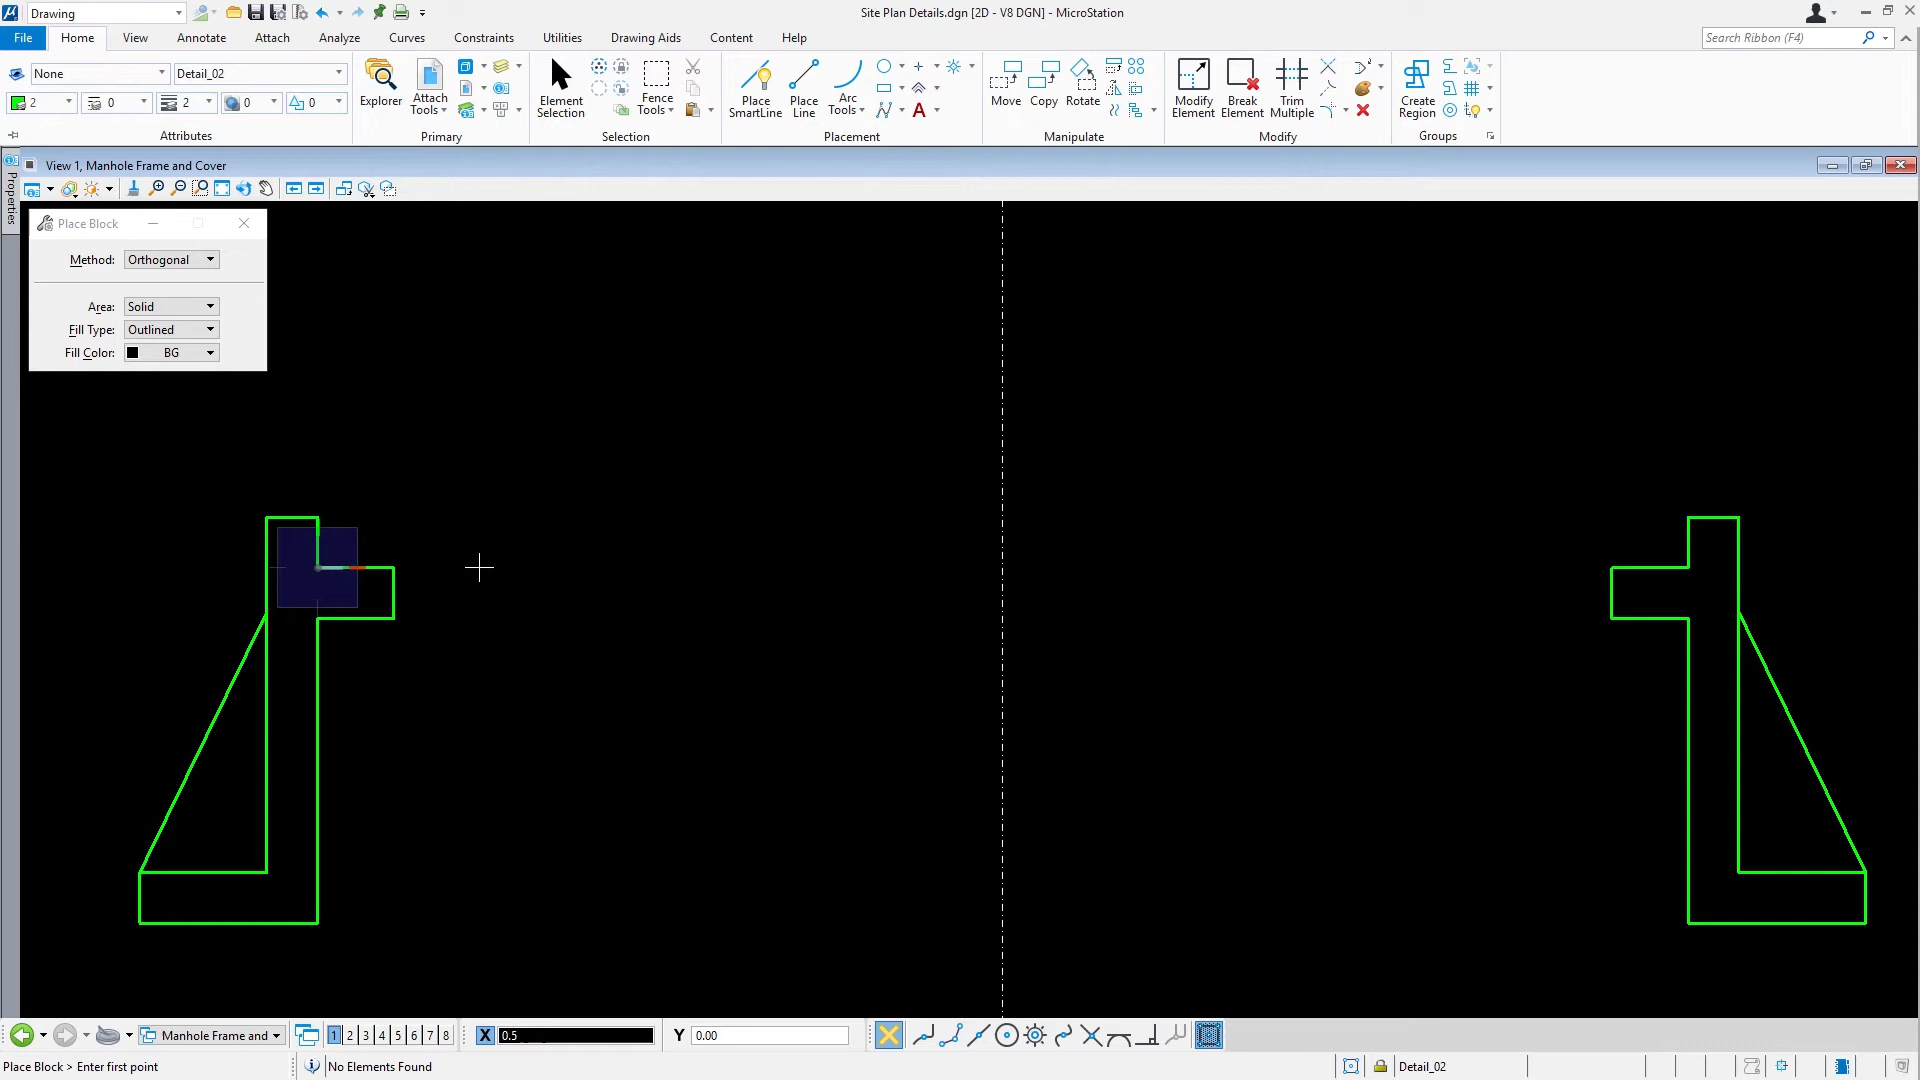 Drawing
Site Plan Details.dgn [2D - V8 DGN] - MicroStation
File Home View Annotate Attach Analyze Curves Constraints Utilities Drawing Aids Content Help
Search Ribbon (F4)
None Detail_02
2 0 2 0 0
Attributes
Explorer
Attach
Tools
Primary
Element
Selection
Fence
Tools
Selection
Place
SmartLine
Place
Line
Arc
Tools
Placement
Move Copy Rotate
Manipulate
Modify
Element
Break
Element
Trim
Multiple
Modify
Create
Region
Groups
View 1, Manhole Frame and Cover
Properties
Place Block
Method: Orthogonal
Area: Solid
Fill Type: Outlined
Fill Color: BG
Manhole Frame and
1 2 3 4 5 6 7 8
X 0.5
Y 0.00
Place Block > Enter first point
No Elements Found
Detail_02